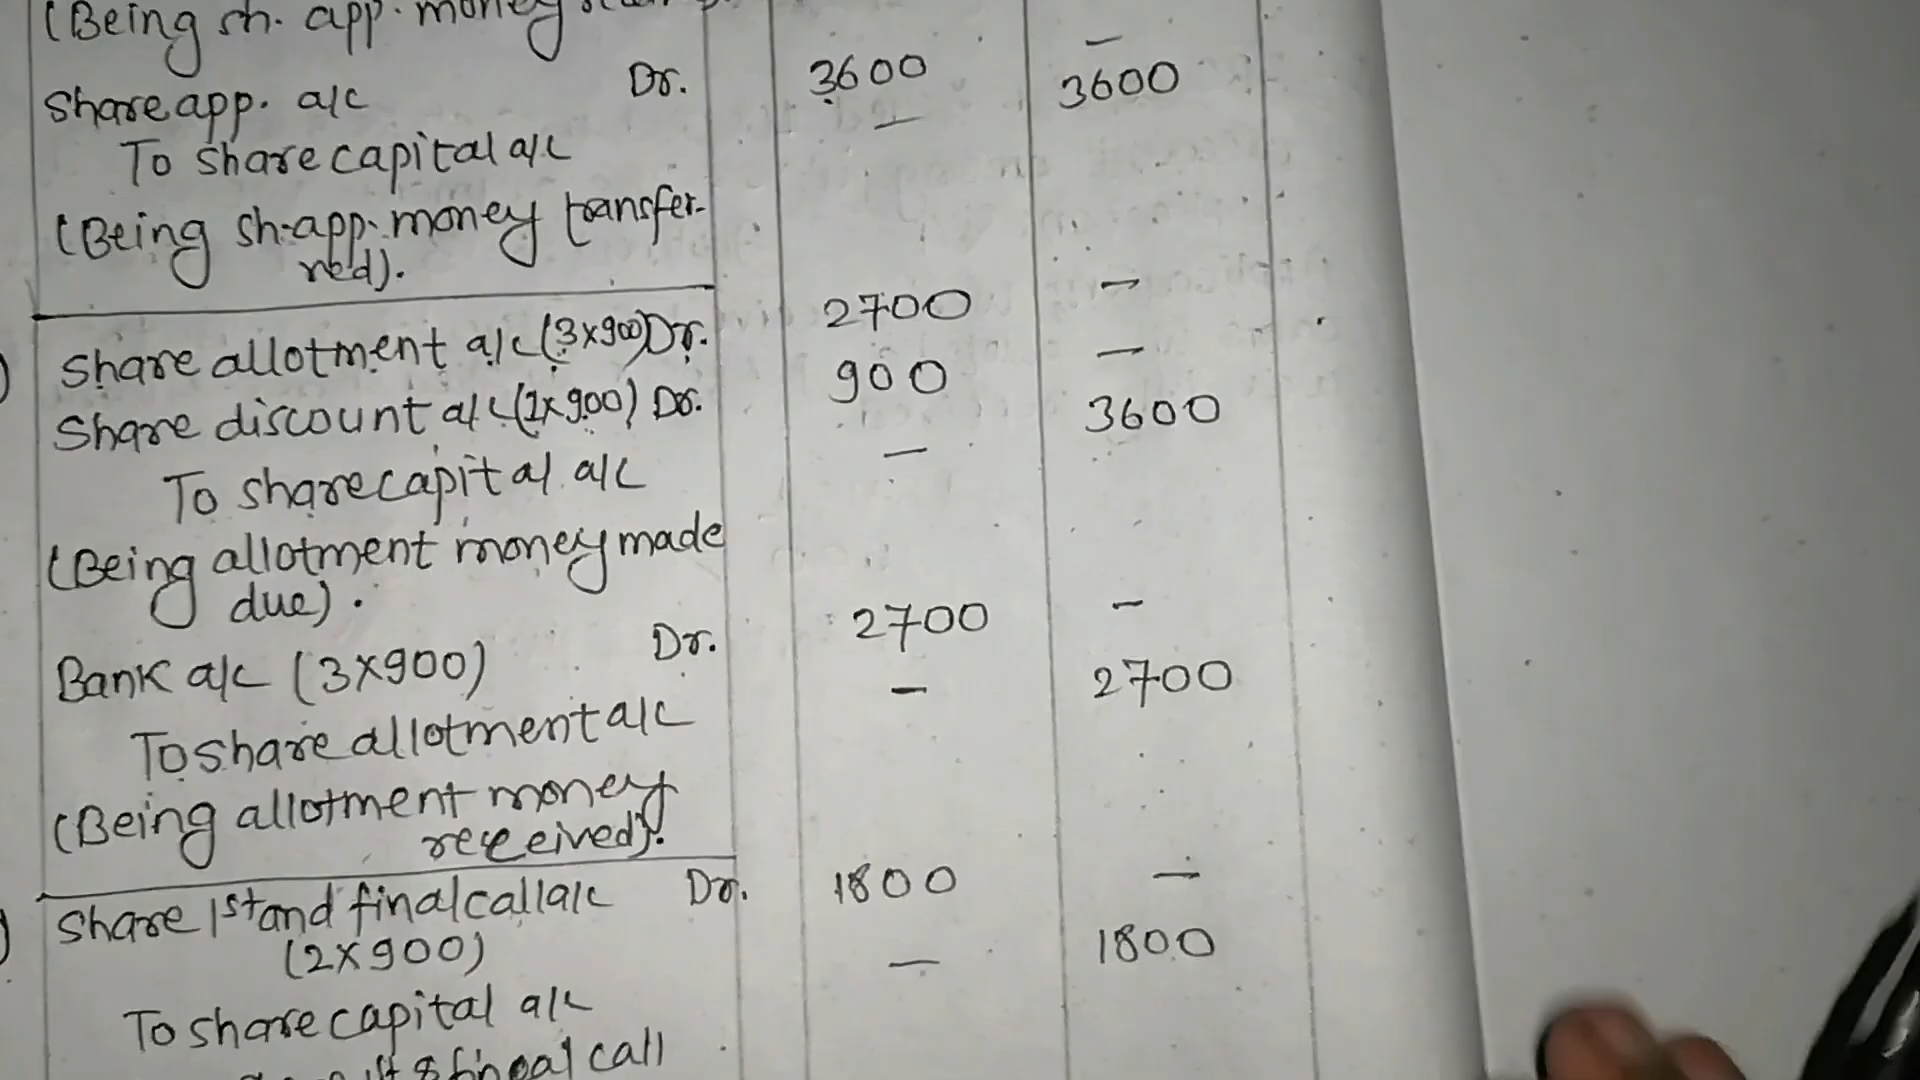 (Being sh. app. money
Share app. a/c Dr. 3600 –
To share capital a/c – 3600
(Being sh. app. money transfer-
red).
Share allotment a/c (3x900) Dr. 2700 –
Share discount a/c (1x900) Dr. 900 –
To share capital a/c – 3600
(Being allotment money made
due).
Bank a/c (3x900) Dr. 2700 –
To share allotment a/c – 2700
(Being allotment money
received).
Share 1st and final call a/c Dr. 1800 –
(2x900)
To share capital a/c – 1800
1st & final call